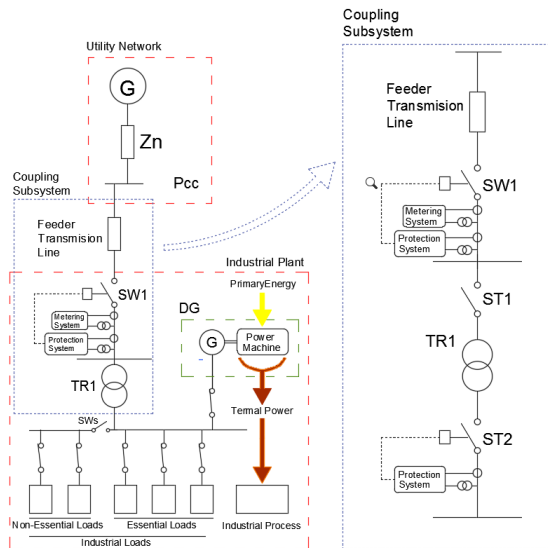 Coupling
Subsystem
Utility Network
G
Zn
Pcc
Coupling
Subsystem
Feeder
Transmision
Line
Industrial Plant
SW1
Metering
System
Protection
System
TR1
PrimaryEnergy
DG
G
Power
Machine
Termal Power
SWs
Non-Essential Loads
Essential Loads
Industrial Process
Industrial Loads
Feeder
Transmision
Line
SW1
Metering
System
Protection
System
ST1
TR1
ST2
Protection
System